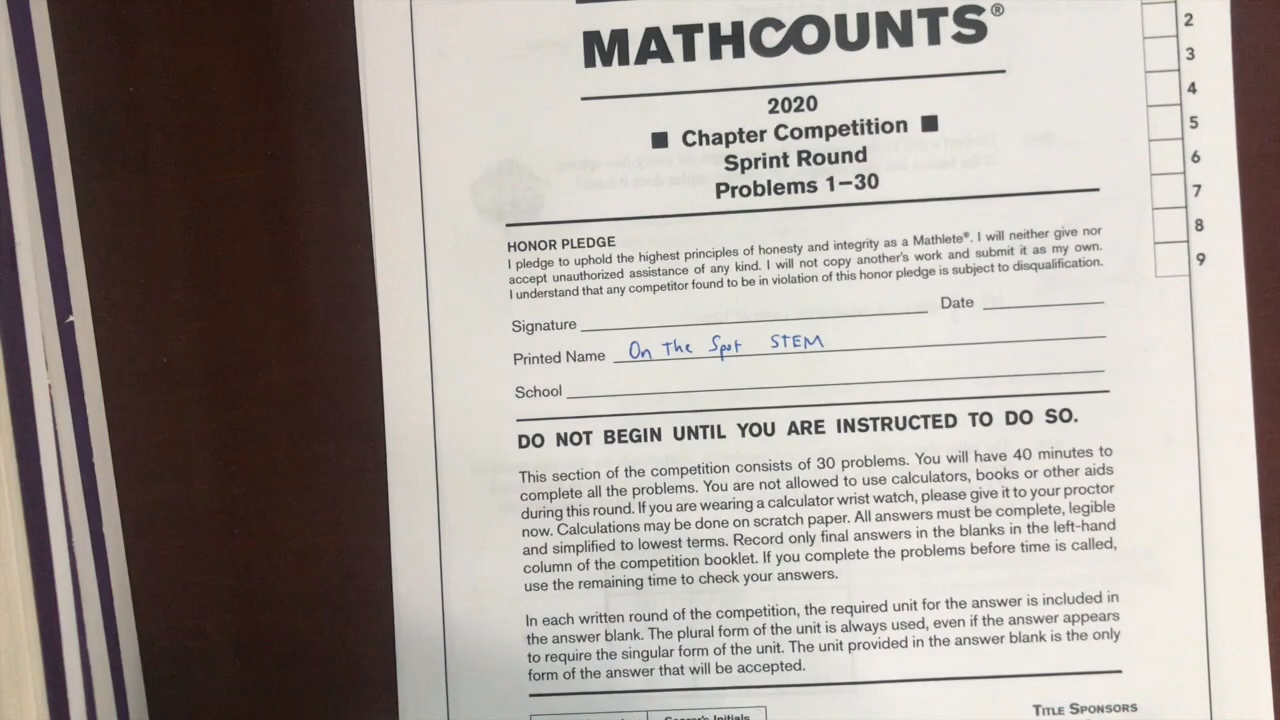 MATHCOUNTS®
2020
■ Chapter Competition ■
Sprint Round
Problems 1–30
HONOR PLEDGE
I pledge to uphold the highest principles of honesty and integrity as a Mathlete®. I will neither give nor
accept unauthorized assistance of any kind. I will not copy another's work and submit it as my own.
I understand that any competitor found to be in violation of this honor pledge is subject to disqualification.
Signature Date
Printed Name On The Spot STEM
School
DO NOT BEGIN UNTIL YOU ARE INSTRUCTED TO DO SO.
This section of the competition consists of 30 problems. You will have 40 minutes to
complete all the problems. You are not allowed to use calculators, books or other aids
during this round. If you are wearing a calculator wrist watch, please give it to your proctor
now. Calculations may be done on scratch paper. All answers must be complete, legible
and simplified to lowest terms. Record only final answers in the blanks in the left-hand
column of the competition booklet. If you complete the problems before time is called,
use the remaining time to check your answers.
In each written round of the competition, the required unit for the answer is included in
the answer blank. The plural form of the unit is always used, even if the answer appears
to require the singular form of the unit. The unit provided in the answer blank is the only
form of the answer that will be accepted.
Scorer's Initials
TITLE SPONSORS
2
3
4
5
6
7
8
9